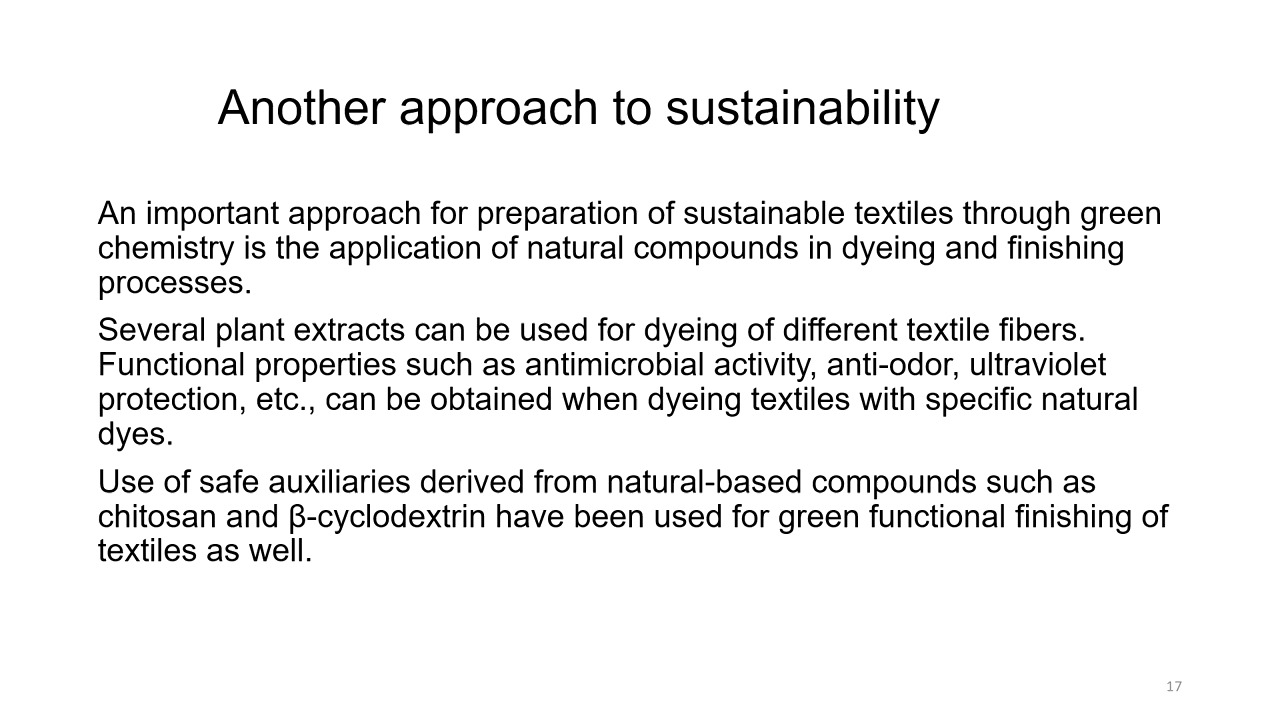 Another approach to sustainability
An important approach for preparation of sustainable textiles through green
chemistry is the application of natural compounds in dyeing and finishing
processes.
Several plant extracts can be used for dyeing of different textile fibers.
Functional properties such as antimicrobial activity, anti-odor, ultraviolet
protection, etc., can be obtained when dyeing textiles with specific natural
dyes.
Use of safe auxiliaries derived from natural-based compounds such as
chitosan and β-cyclodextrin have been used for green functional finishing of
textiles as well.
17